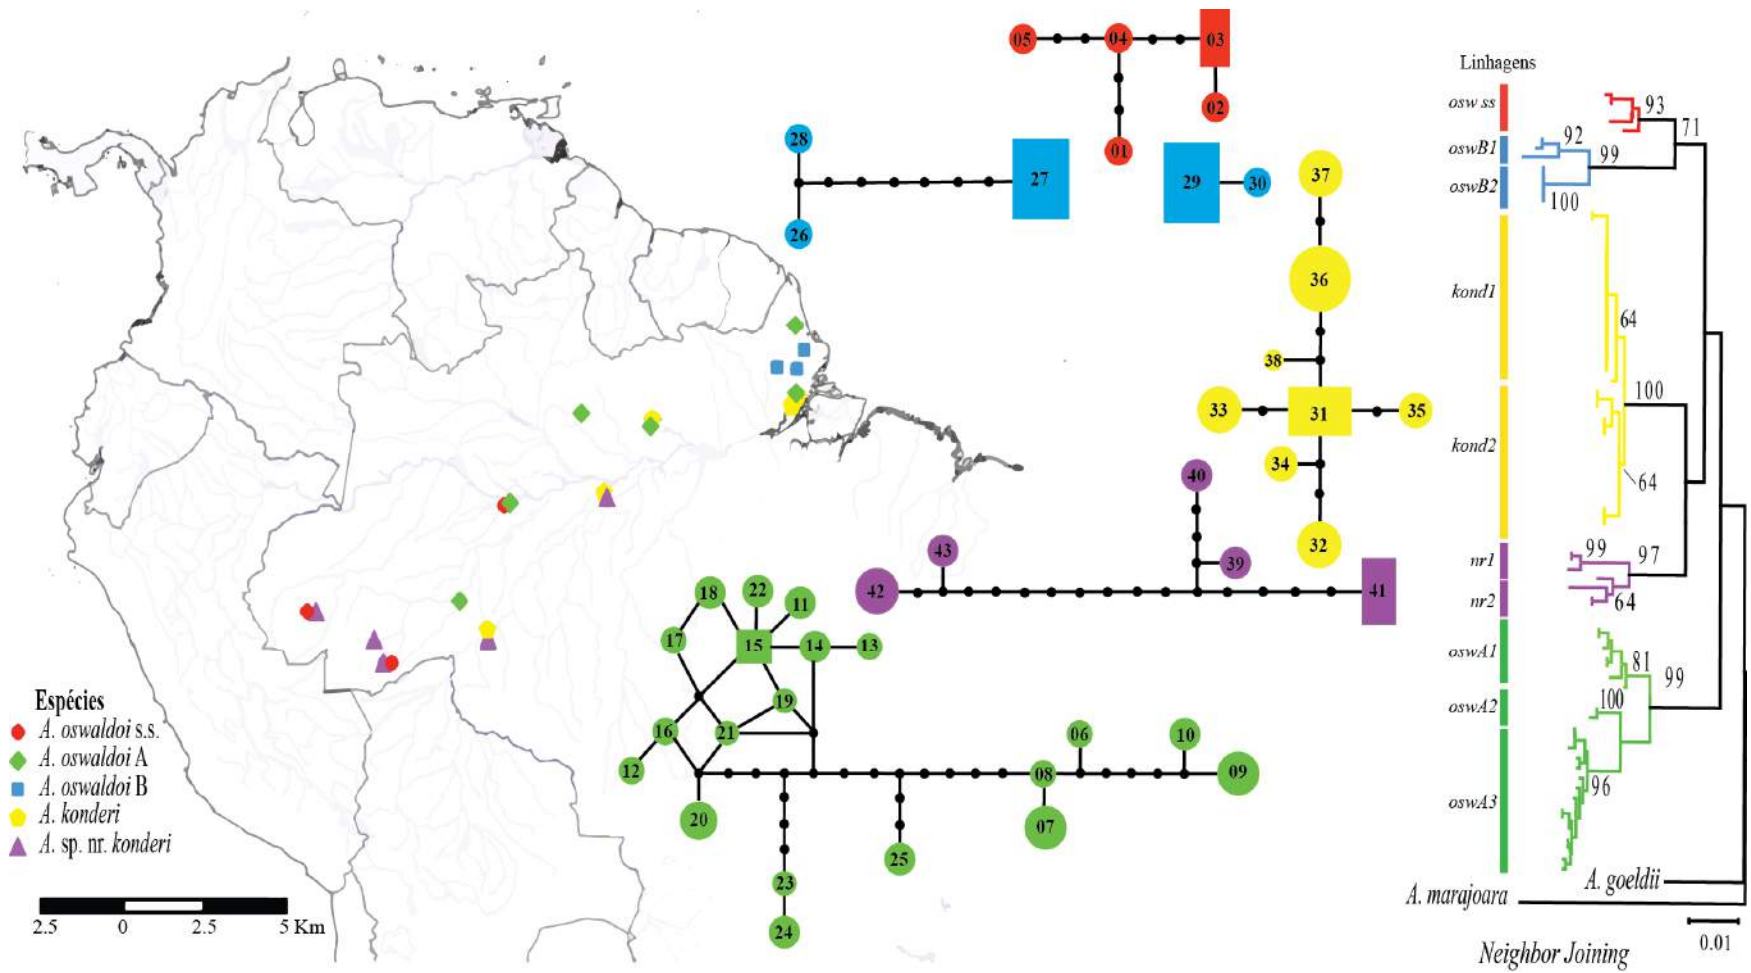 05
04
03
02
01
28
27
26
29
30
37
36
38
33
31
35
34
32
40
39
43
42
41
18
22
11
17
15
14
13
19
16
21
12
20
06
10
08
09
07
25
23
24
Espécies
A. oswaldoi s.s.
A. oswaldoi A
A. oswaldoi B
A. konderi
A. sp. nr. konderi
2.5 0 2.5 5 Km
Linhagens
osw ss
oswB1
oswB2
kond1
kond2
nr1
nr2
oswA1
oswA2
oswA3
93
71
92
99
100
64
100
64
99
97
64
81
99
100
96
A. goeldii
A. marajoara
0.01
Neighbor Joining